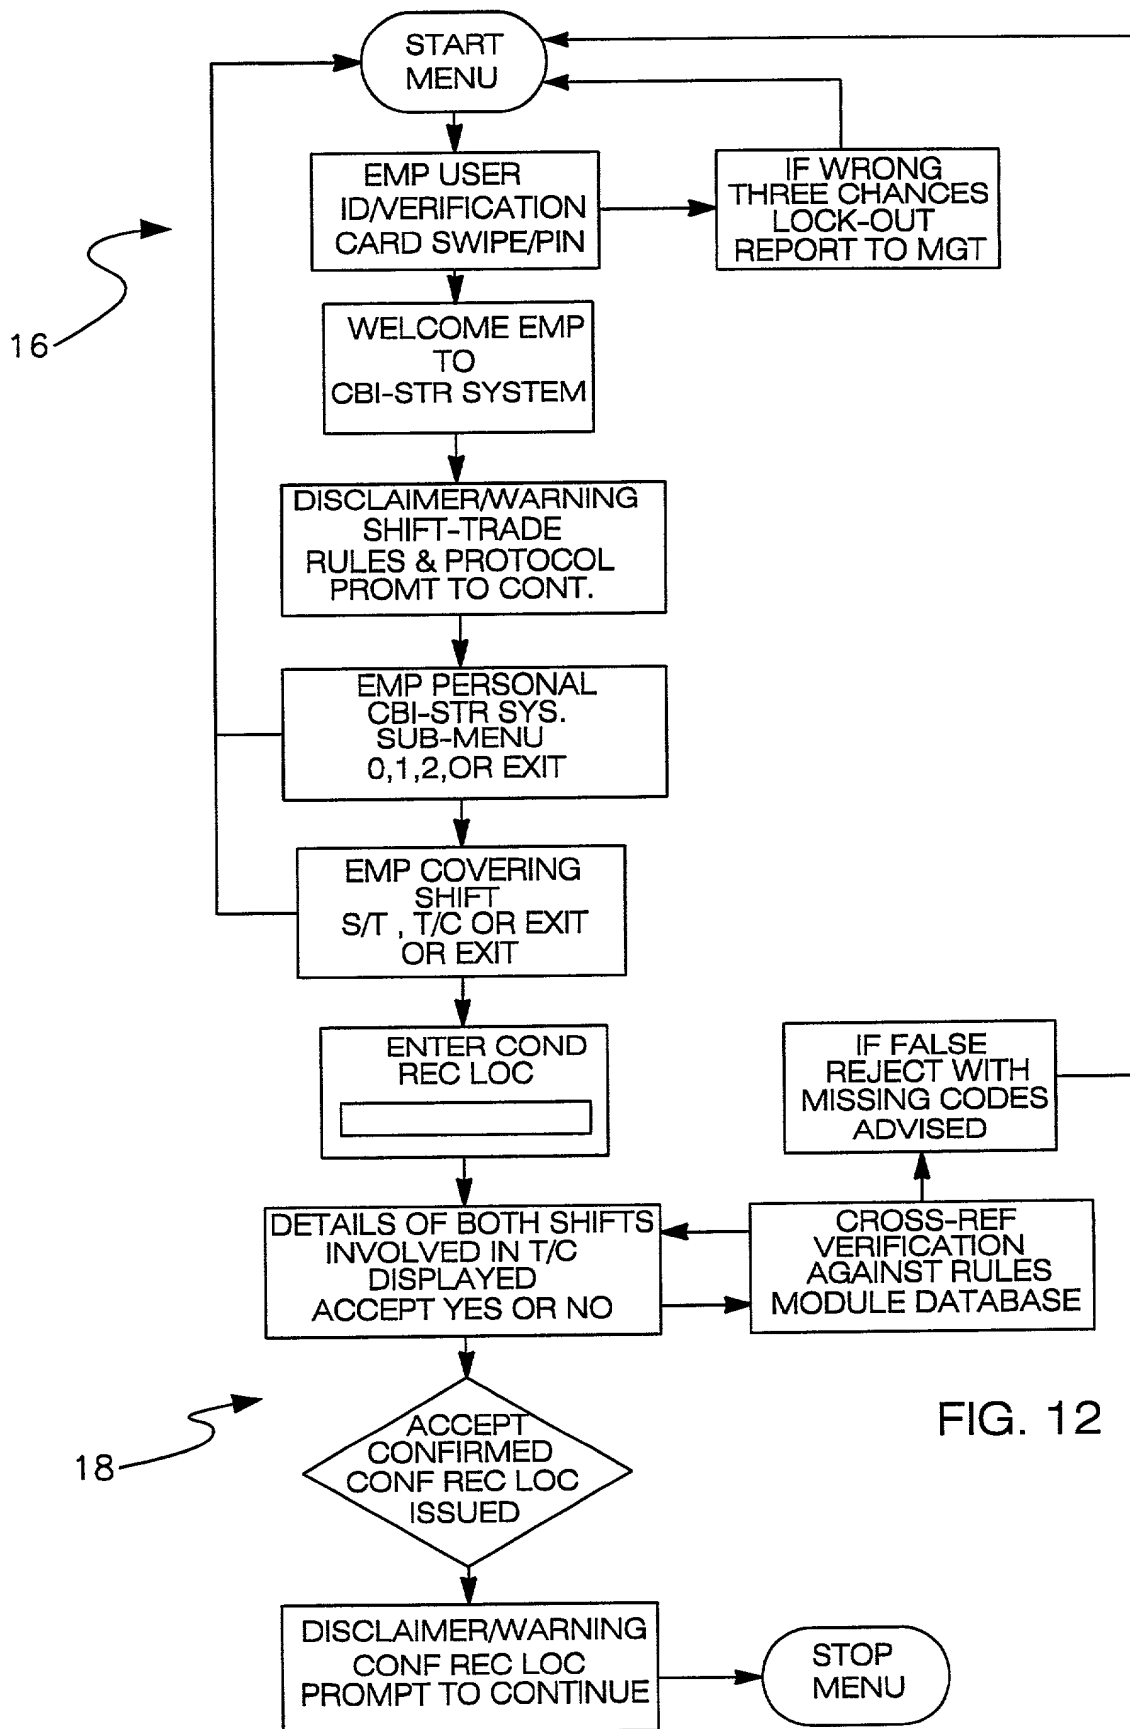 START
MENU
EMP USER
ID/VERIFICATION
CARD SWIPE/PIN
IF WRONG
THREE CHANCES
LOCK-OUT
REPORT TO MGT
16
WELCOME EMP
TO
CBI-STR SYSTEM
DISCLAIMER/WARNING
SHIFT-TRADE
RULES & PROTOCOL
PROMT TO CONT.
EMP PERSONAL
CBI-STR SYS.
SUB-MENU
0,1,2,OR EXIT
EMP COVERING
SHIFT
S/T , T/C OR EXIT
OR EXIT
ENTER COND
REC LOC
IF FALSE
REJECT WITH
MISSING CODES
ADVISED
DETAILS OF BOTH SHIFTS
INVOLVED IN T/C
DISPLAYED
ACCEPT YES OR NO
CROSS-REF
VERIFICATION
AGAINST RULES
MODULE DATABASE
18
ACCEPT
CONFIRMED
CONF REC LOC
ISSUED
FIG. 12
DISCLAIMER/WARNING
CONF REC LOC
PROMPT TO CONTINUE
STOP
MENU